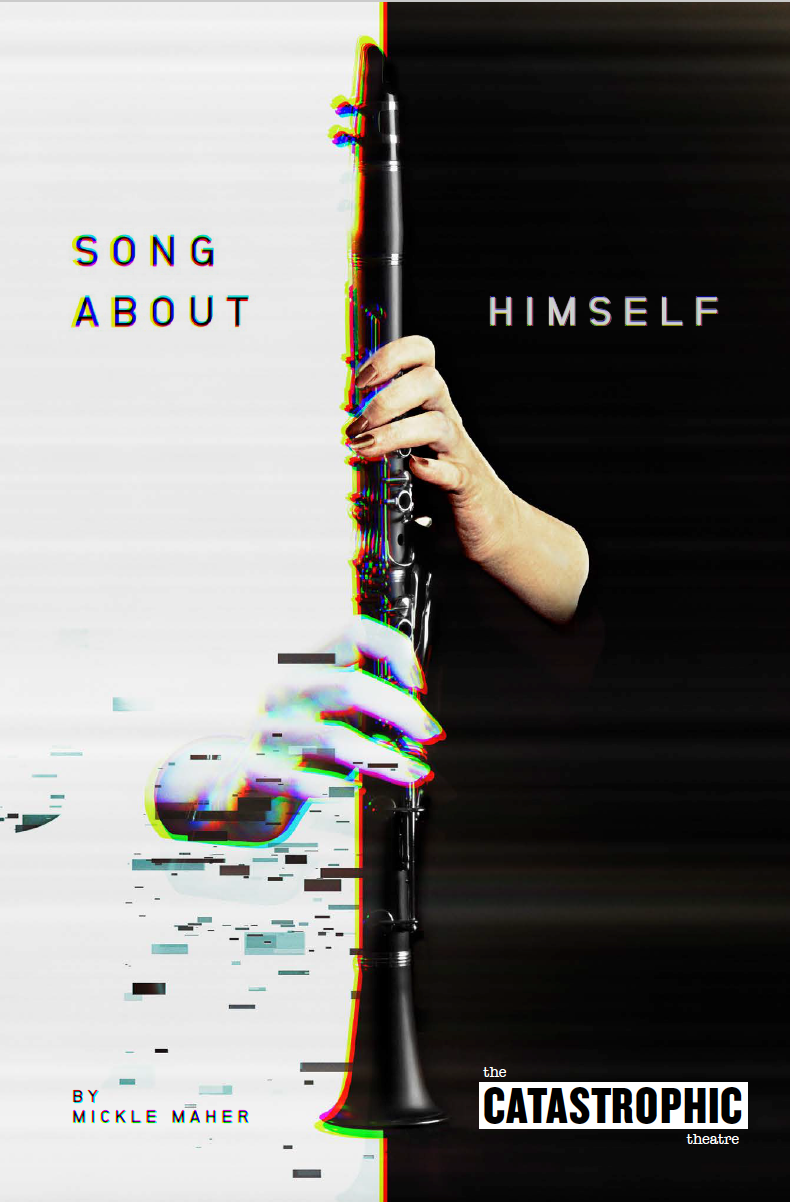 SONG
ABOUT
HIMSELF
BY
MICKLE MAHER
the
CATASTROPHIC
theatre